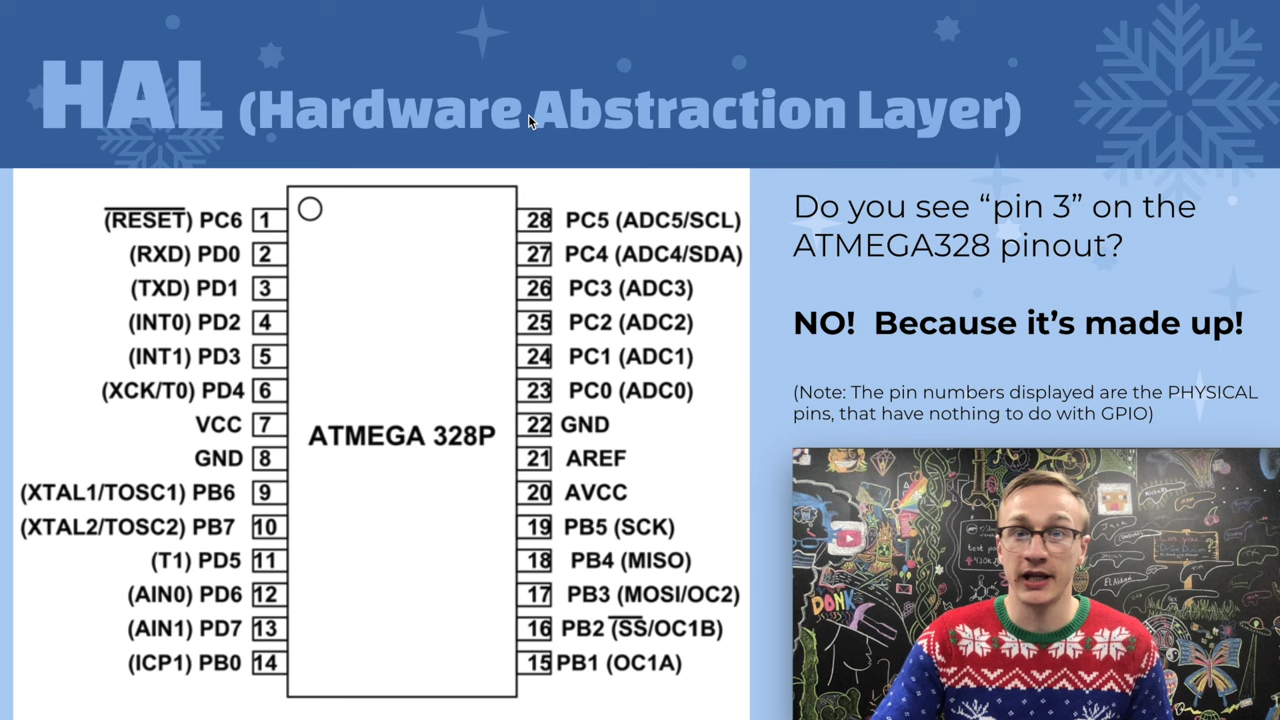 HAL (Hardware Abstraction Layer)
(RESET) PC6 1
(RXD) PD0 2
(TXD) PD1 3
(INT0) PD2 4
(INT1) PD3 5
(XCK/T0) PD4 6
VCC 7
GND 8
(XTAL1/TOSC1) PB6 9
(XTAL2/TOSC2) PB7 10
(T1) PD5 11
(AIN0) PD6 12
(AIN1) PD7 13
(ICP1) PB0 14
ATMEGA 328P
28 PC5 (ADC5/SCL)
27 PC4 (ADC4/SDA)
26 PC3 (ADC3)
25 PC2 (ADC2)
24 PC1 (ADC1)
23 PC0 (ADC0)
22 GND
21 AREF
20 AVCC
19 PB5 (SCK)
18 PB4 (MISO)
17 PB3 (MOSI/OC2)
16 PB2 (SS/OC1B)
15 PB1 (OC1A)
Do you see “pin 3” on the
ATMEGA328 pinout?
NO! Because it’s made up!
(Note: The pin numbers displayed are the PHYSICAL
pins, that have nothing to do with GPIO)
DONK